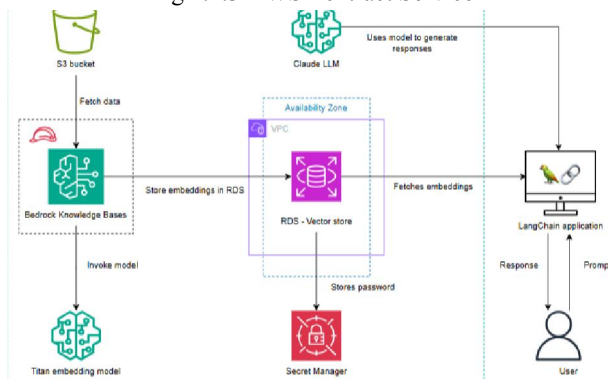 S3 bucket
Claude LLM
Uses model to generate
responses
Fetch data
Availability Zone
VPC
Bedrock Knowledge Bases
Store embeddings in RDS
RDS - Vector store
Fetches embeddings
LangChain application
Invoke model
Stores password
Response
Promp
Titan embedding model
Secret Manager
User